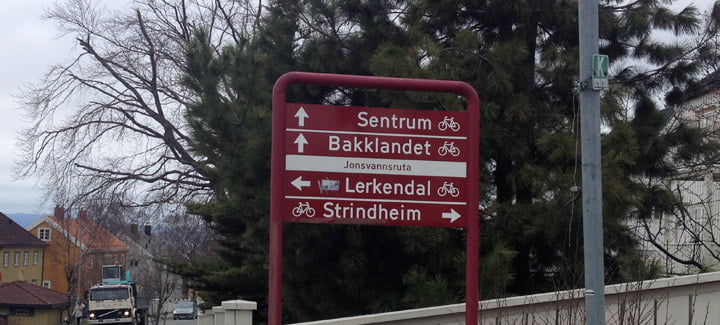 Sentrum
Bakklandet
Jonsvannsruta
Lerkendal
Strindheim
K